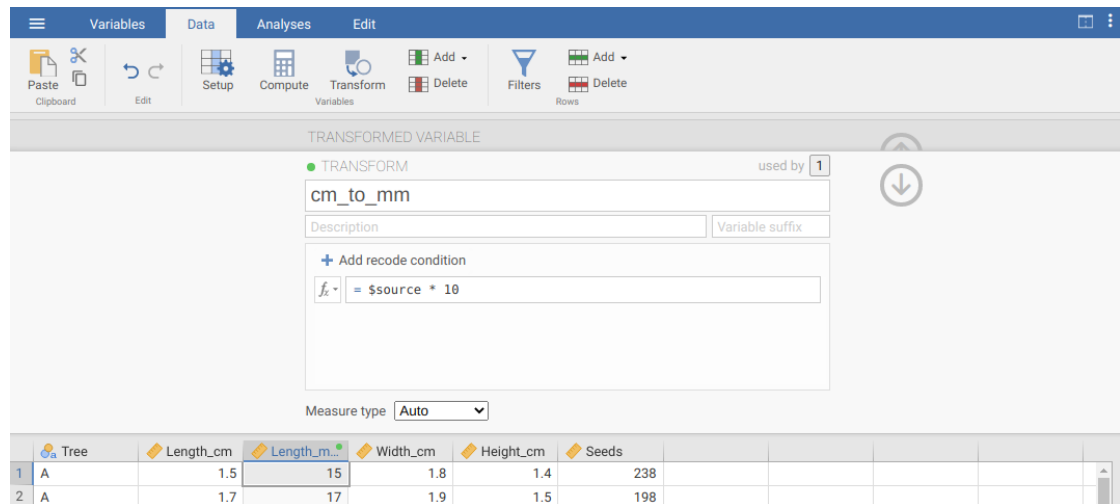 Variables Data Analyses Edit
Paste Setup Compute Transform Add Delete Filters Add Delete
Clipboard Edit Variables Rows
TRANSFORMED VARIABLE
TRANSFORM used by 1
cm_to_mm
Description Variable suffix
+ Add recode condition
fx = $source * 10
Measure type Auto
a Tree Length_cm Length_m... Width_cm Height_cm Seeds
1 A 1.5 15 1.8 1.4 238
2 A 1.7 17 1.9 1.5 198